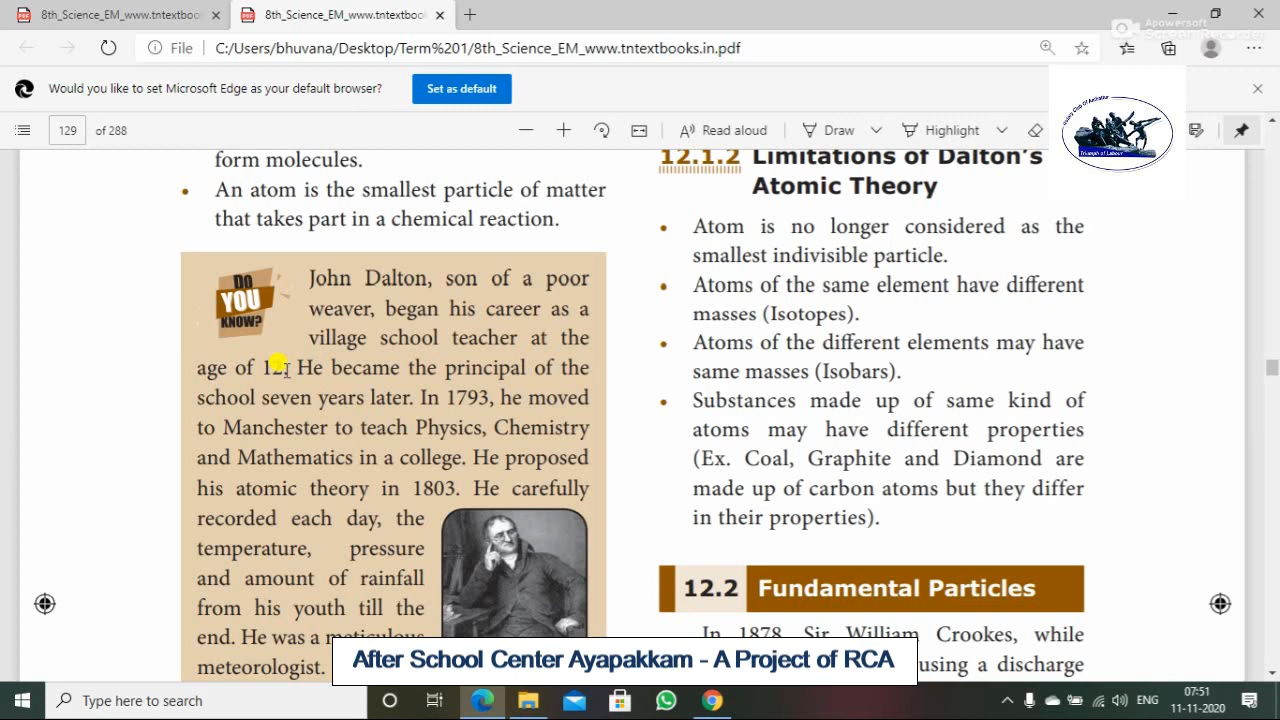 8th_Science_EM_www.tntextbooks
8th_Science_EM_www.tntextbooks
Apowersoft
Screen Recorder
File
C:/Users/bhuvana/Desktop/Term%201/8th_Science_EM_www.tntextbooks.in.pdf
Would you like to set Microsoft Edge as your default browser?
Set as default
129 of 288
Read aloud
Draw
Highlight
Triumph of Labour
form molecules.
• An atom is the smallest particle of matter
that takes part in a chemical reaction.
DO
YOU
KNOW?
John Dalton, son of a poor
weaver, began his career as a
village school teacher at the
age of 12. He became the principal of the
school seven years later. In 1793, he moved
to Manchester to teach Physics, Chemistry
and Mathematics in a college. He proposed
his atomic theory in 1803. He carefully
recorded each day, the
temperature, pressure
and amount of rainfall
from his youth till the
end. He was a meticulous
meteorologist.
12.1.2 Limitations of Dalton's
Atomic Theory
• Atom is no longer considered as the
smallest indivisible particle.
• Atoms of the same element have different
masses (Isotopes).
• Atoms of the different elements may have
same masses (Isobars).
• Substances made up of same kind of
atoms may have different properties
(Ex. Coal, Graphite and Diamond are
made up of carbon atoms but they differ
in their properties).
12.2 Fundamental Particles
In 1878, Sir William Crookes, while
using a discharge
After School Center Ayapakkam - A Project of RCA
Type here to search
ENG
07:51
11-11-2020